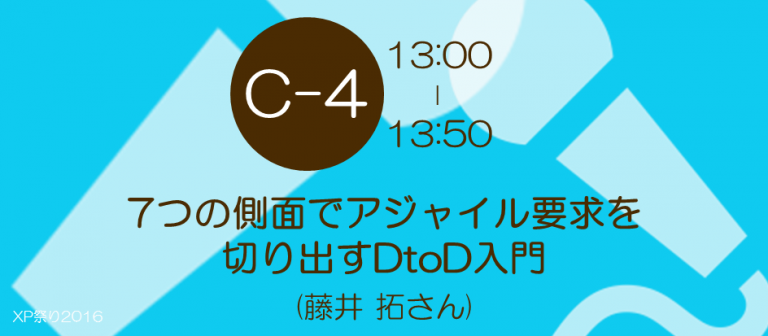 C-4
13:00
|
13:50
7つの側面でアジャイル要求を
切り出すDtoD入門
(藤井 拓さん)
XP祭り2016